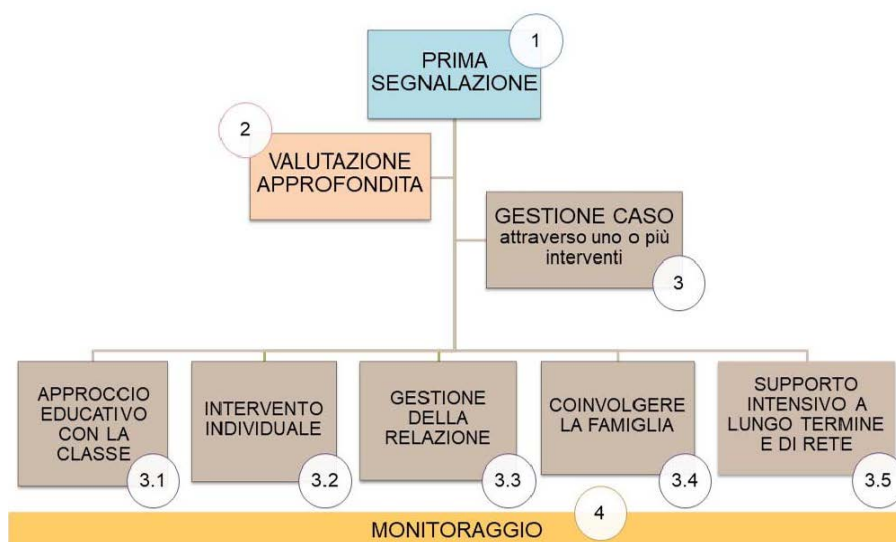 1
PRIMA
SEGNALAZIONE
2
VALUTAZIONE
APPROFONDITA
GESTIONE CASO
attraverso uno o più
interventi
3
APPROCCIO
EDUCATIVO
CON LA
CLASSE
3.1
INTERVENTO
INDIVIDUALE
3.2
GESTIONE
DELLA
RELAZIONE
3.3
COINVOLGERE
LA FAMIGLIA
3.4
SUPPORTO
INTENSIVO A
LUNGO TERMINE
E DI RETE
3.5
4
MONITORAGGIO